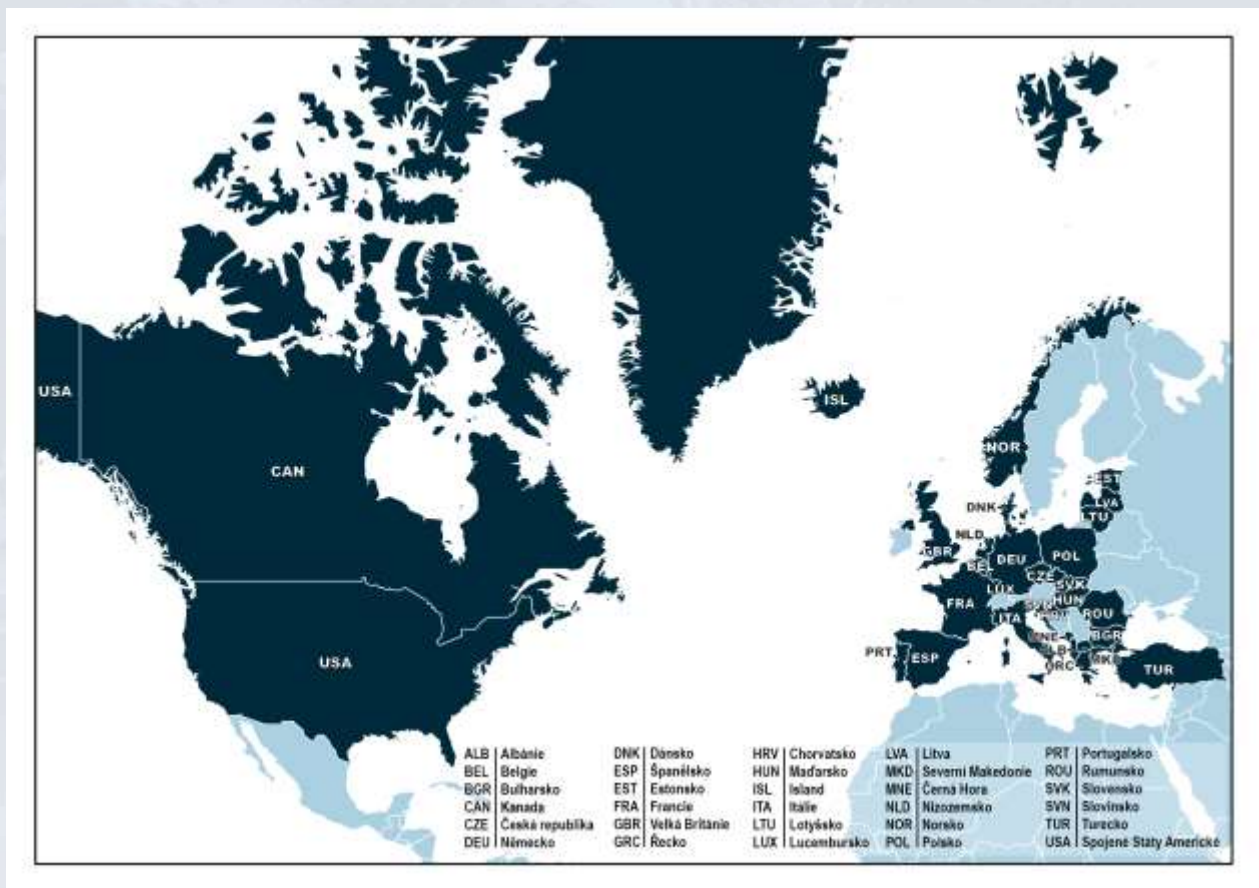 USA
CAN
USA
ISL
NOR
EST
LVA
LTU
DNK
NLD
GBR
BEL
DEU
POL
CZE
SVK
LUX
HUN
FRA
SVN
ITA
ROU
BGR
PRT
ESP
TUR
ALB | Albánie
BEL | Belgie
BGR | Bulharsko
CAN | Kanada
CZE | Česká republika
DEU | Německo
DNK | Dánsko
ESP | Španělsko
EST | Estonsko
FRA | Francie
GBR | Velká Británie
GRC | Řecko
HRV | Chorvatsko
HUN | Maďarsko
ISL | Island
ITA | Itálie
LTU | Lotyšsko
LUX | Lucembursko
LVA | Litva
MKD | Severní Makedonie
MNE | Černá Hora
NLD | Nizozemsko
NOR | Norsko
POL | Polsko
PRT | Portugalsko
ROU | Rumunsko
SVK | Slovensko
SVN | Slovinsko
TUR | Turecko
USA | Spojené Státy Americké